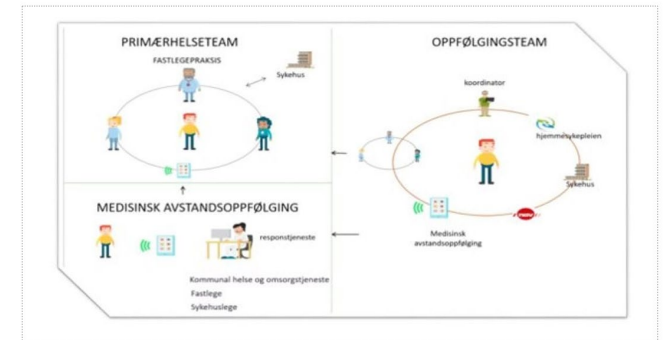 PRIMÆRHELSETEAM
FASTLEGEPRAKSIS
Sykehus
MEDISINSK AVSTANDSOPPFØLGING
responstjeneste
Kommunal helse og omsorgstjeneste
Fastlege
Sykehuslege
OPPFØLGINGSTEAM
koordinator
hjemmesykepleien
Sykehus
Medisinsk
avstandsoppfølging